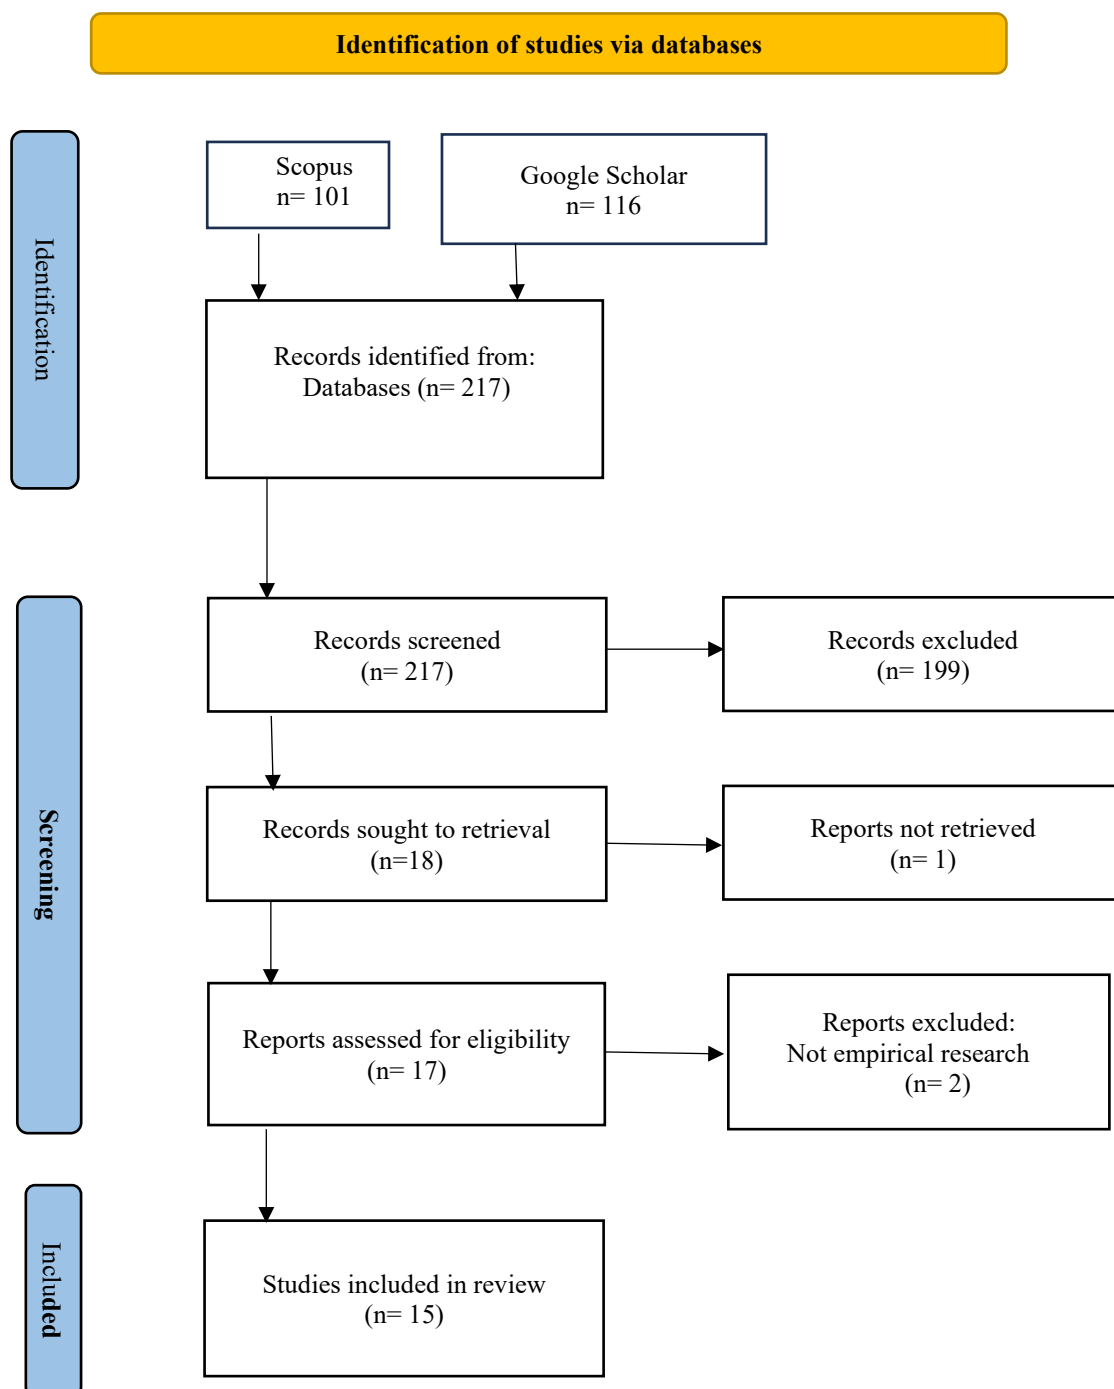 Identification of studies via databases
Identification
Scopus
n= 101
Google Scholar
n= 116
Records identified from:
Databases (n= 217)
Screening
Records screened
(n= 217)
Records excluded
(n= 199)
Records sought to retrieval
(n=18)
Reports not retrieved
(n= 1)
Reports assessed for eligibility
(n= 17)
Reports excluded:
Not empirical research
(n= 2)
Included
Studies included in review
(n= 15)